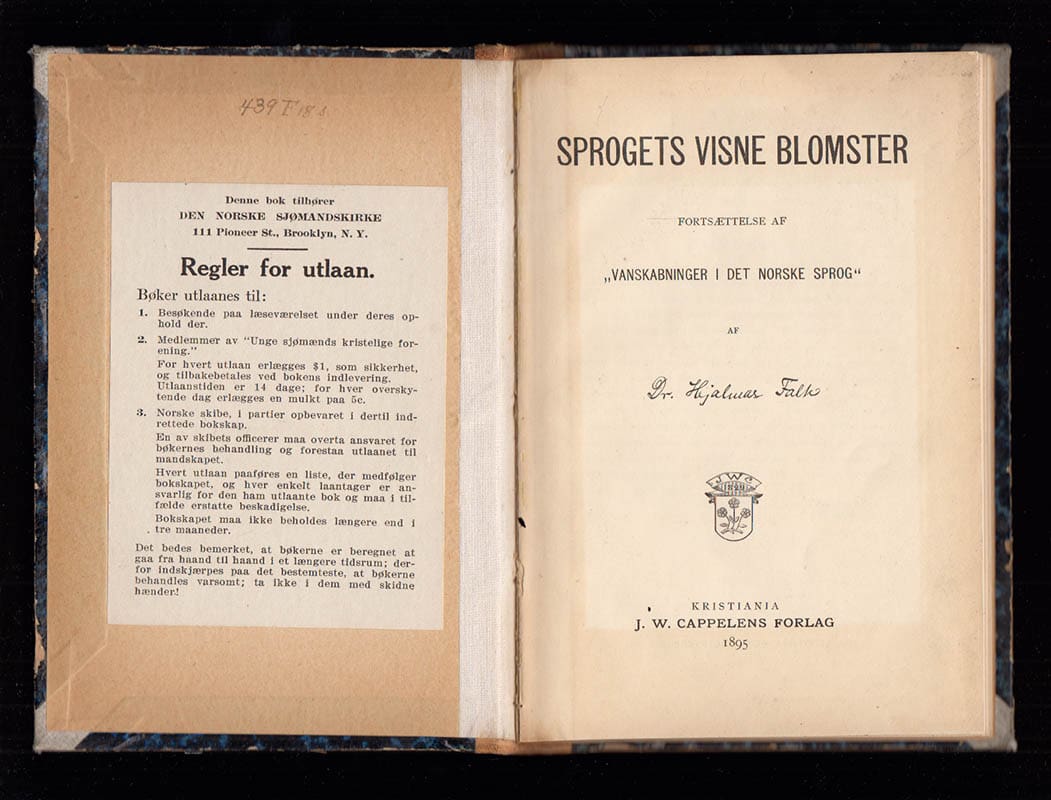 439 F18s
Denne bok tilhører
DEN NORSKE SJØMANDSKIRKE
111 Pioneer St., Brooklyn, N. Y.
Regler for utlaan.
Bøker utlaanes til:
1. Besøkende paa læseværelset under deres op-
hold der.
2. Medlemmer av "Unge sjømænds kristelige for-
ening."
For hvert utlaan erlægges $1, som sikkerhet,
og tilbakebetales ved bokens indlevering.
Utlaanstiden er 14 dage; for hver oversky-
tende dag erlægges en mulkt paa 5c.
3. Norske skibe, i partier opbevaret i dertil ind-
rettede bokskap.
En av skibets officerer maa overta ansvaret for
bøkernes behandling og forestaa utlaanet til
mandskapet.
Hvert utlaan paaføres en liste, der medfølger
bokskapet, og hver enkelt laantager er an-
svarlig for den ham utlaante bok og maa i til-
fælde erstatte beskadigelse.
Bokskapet maa ikke beholdes længere end i
tre maaneder.
Det bedes bemerket, at bøkerne er beregnet at
gaa fra haand til haand i et længere tidsrum; der-
for indskjærpes paa det bestemteste, at bøkerne
behandles varsomt; ta ikke i dem med skidne
hænder!
SPROGETS VISNE BLOMSTER
FORTSÆTTELSE AF
„VANSKABNINGER I DET NORSKE SPROG“
AF
Dr. Hjalmar Falk
J W C
KRISTIANIA
J. W. CAPPELENS FORLAG
1895